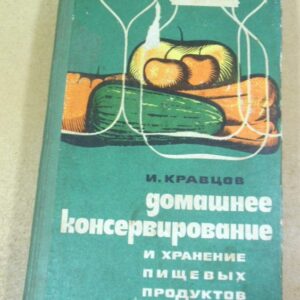 И. КРАВЦОВ
домашнее
консервирование
И ХРАНЕНИЕ
ПИЩЕВЫХ
ПРОДУКТОВ